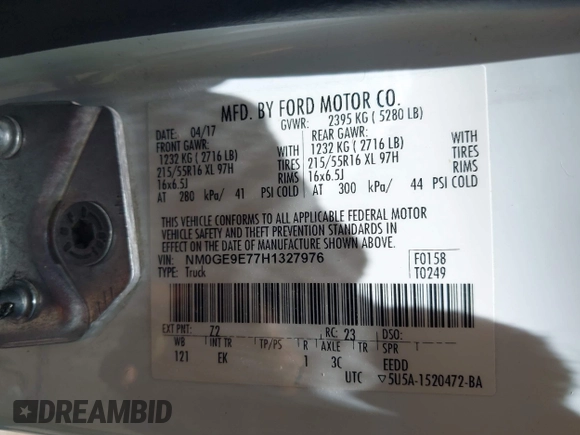 MFD. BY FORD MOTOR CO.
DATE: 04/17 GVWR: 2395 KG ( 5280 LB)
FRONT GAWR: REAR GAWR:
1232 KG ( 2716 LB) WITH 1232 KG ( 2716 LB) WITH
215/55R16 XL 97H TIRES 215/55R16 XL 97H TIRES
16x6.5J RIMS 16x6.5J RIMS
AT 280 kPa/ 41 PSI COLD AT 300 kPa/ 44 PSI COLD
THIS VEHICLE CONFORMS TO ALL APPLICABLE FEDERAL MOTOR
VEHICLE SAFETY AND THEFT PREVENTION STANDARDS IN
EFFECT ON THE DATE OF MANUFACTURE SHOWN ABOVE.
VIN: NM0GE9E77H1327976 F0158
TYPE: Truck T0249
EXT PNT: Z2 RC: 23 DSO:
WB INT TR TP/PS R AXLE TR SPR
121 EK 1 3C EEDD
UTC ▽5U5A-1520472-BA
DREAMBID